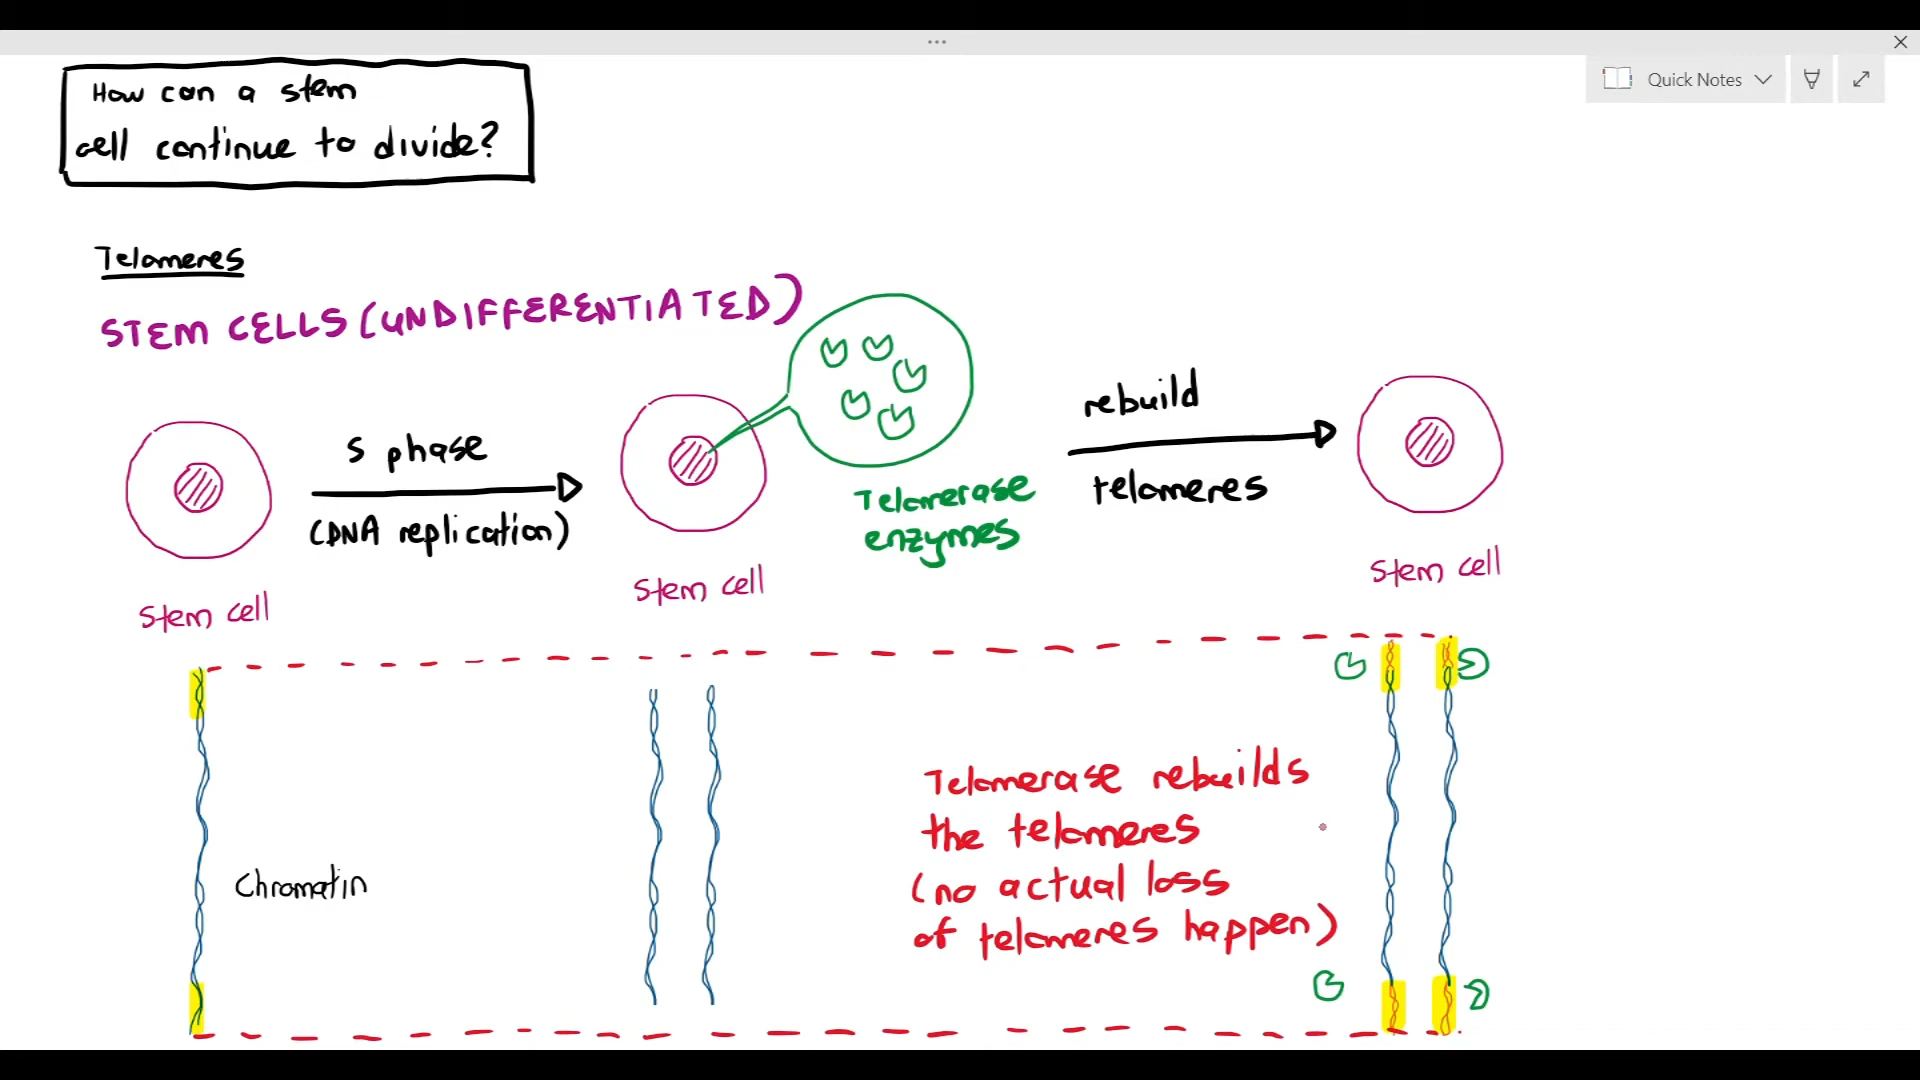 Quick Notes
How can a stem
cell continue to divide?
Telomeres
STEM CELLS (UNDIFFERENTIATED)
S phase
(DNA replication)
Telomerase
enzymes
rebuild
telomeres
Stem cell
Stem cell
Stem cell
Chromatin
Telomerase rebuilds
the telomeres
(no actual loss
of telomeres happen)